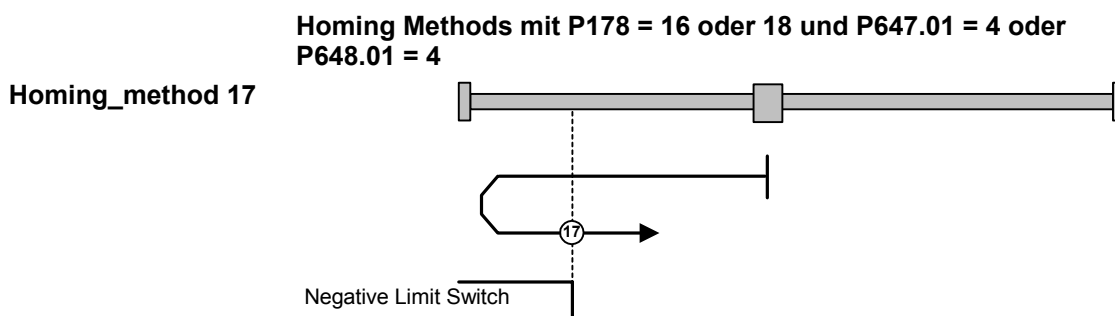 Homing Methods mit P178 = 16 oder 18 und P647.01 = 4 oder
P648.01 = 4
Homing_method 17
17
Negative Limit Switch